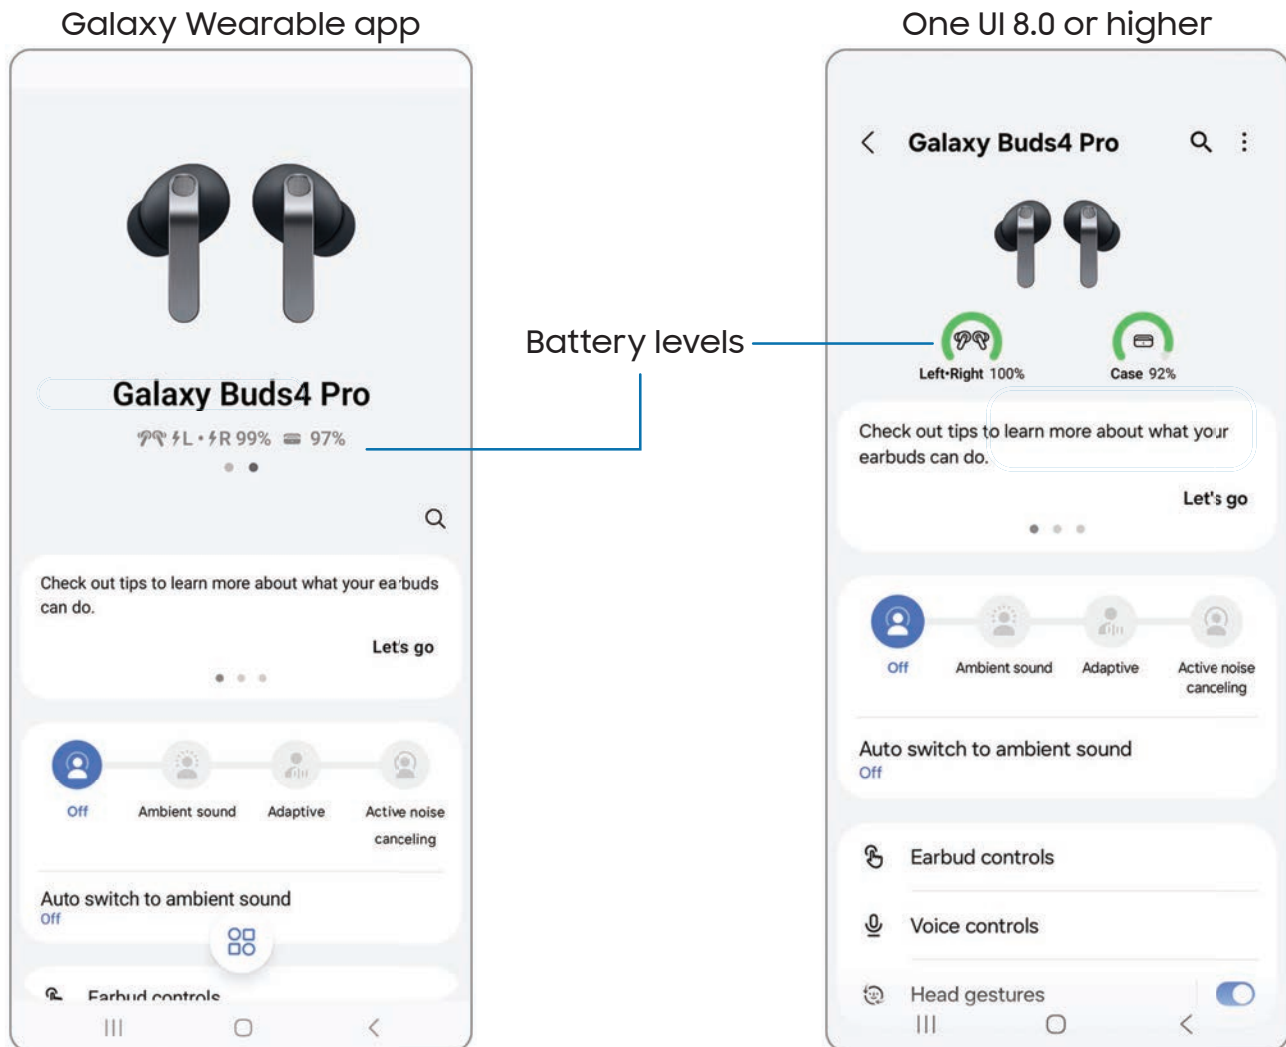 Galaxy Wearable app
Galaxy Buds4 Pro
L • R 99% 97%
Check out tips to learn more about what your earbuds
can do.
Let's go
Off
Ambient sound
Adaptive
Active noise
canceling
Auto switch to ambient sound
Off
Earbud controls
Battery levels
One UI 8.0 or higher
Galaxy Buds4 Pro
Left•Right 100%
Case 92%
Check out tips to learn more about what your
earbuds can do.
Let's go
Off
Ambient sound
Adaptive
Active noise
canceling
Auto switch to ambient sound
Off
Earbud controls
Voice controls
Head gestures